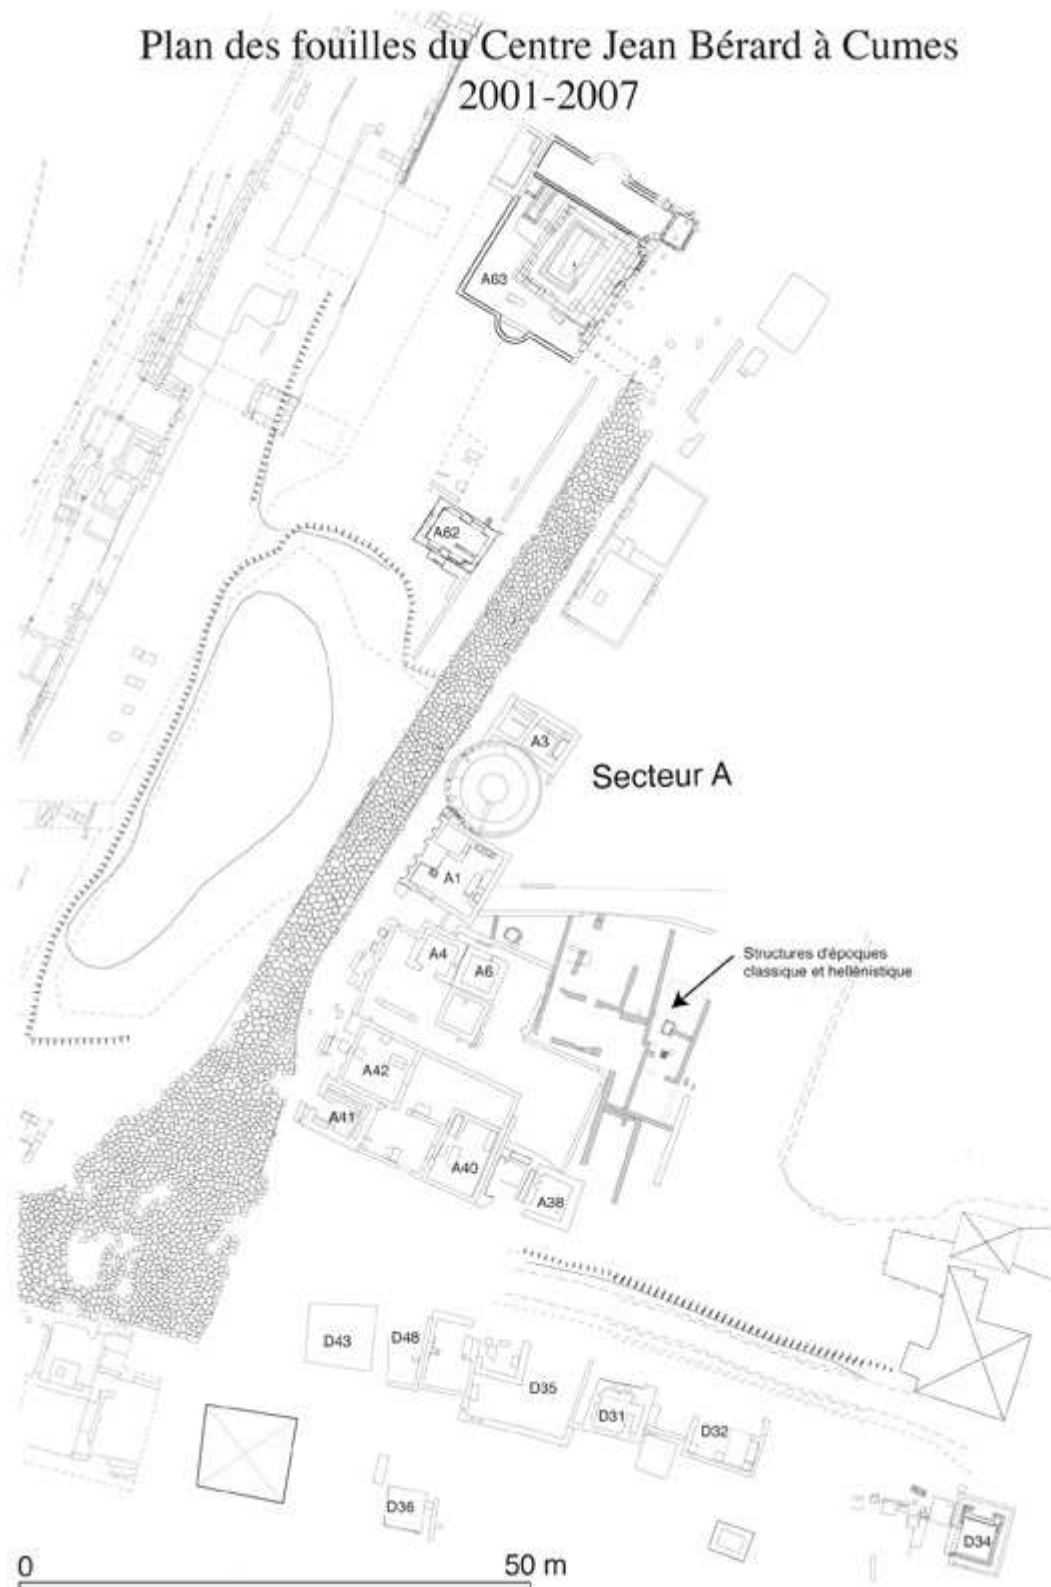 Plan des fouilles du Centre Jean Bérard à Cumes
2001-2007
A63
A62
A3
Secteur A
A1
Structures d'époques
classique et hellénistique
A4
A6
A42
A41
A40
A38
D43
D48
D35
D31
D32
D36
D34
0
50 m